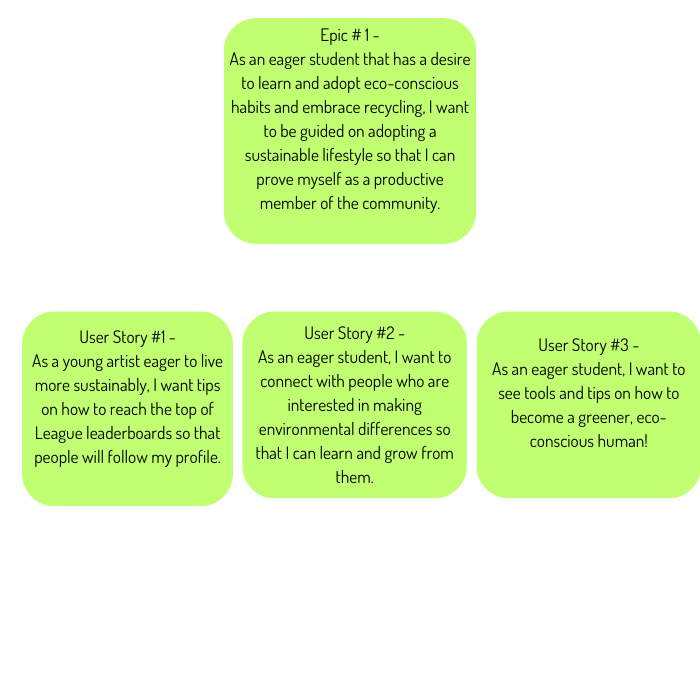 Epic # 1 -
As an eager student that has a desire
to learn and adopt eco-conscious
habits and embrace recycling, I want
to be guided on adopting a
sustainable lifestyle so that I can
prove myself as a productive
member of the community.
User Story #1 -
As a young artist eager to live
more sustainably, I want tips
on how to reach the top of
League leaderboards so that
people will follow my profile.
User Story #2 -
As an eager student, I want to
connect with people who are
interested in making
environmental differences so
that I can learn and grow from
them.
User Story #3 -
As an eager student, I want to
see tools and tips on how to
become a greener, eco-
conscious human!